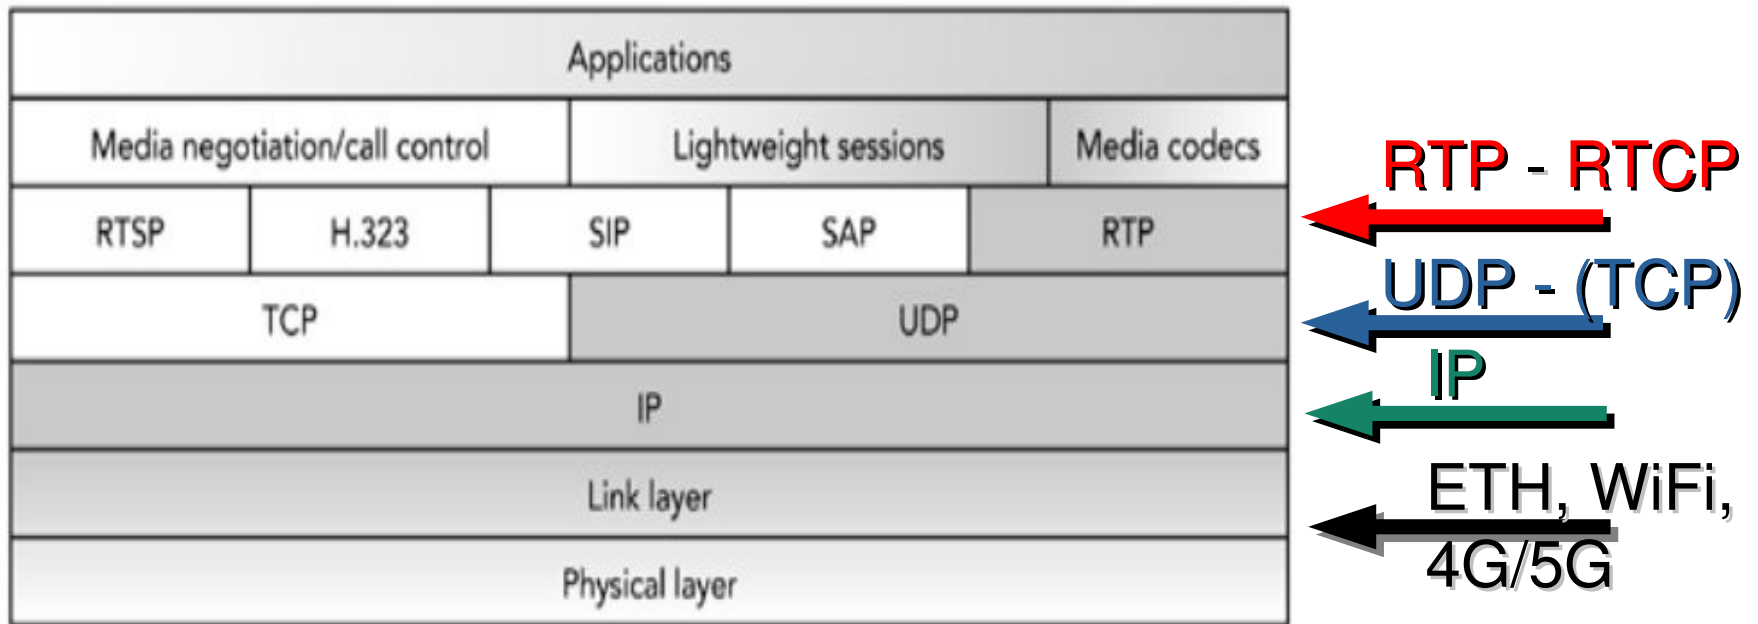 Applications
Media negotiation/call control Lightweight sessions Media codecs
RTP - RTCP
RTSP H.323 SIP SAP RTP
UDP - (TCP)
TCP UDP
IP
IP
ETH, WiFi,
Link layer
4G/5G
Physical layer